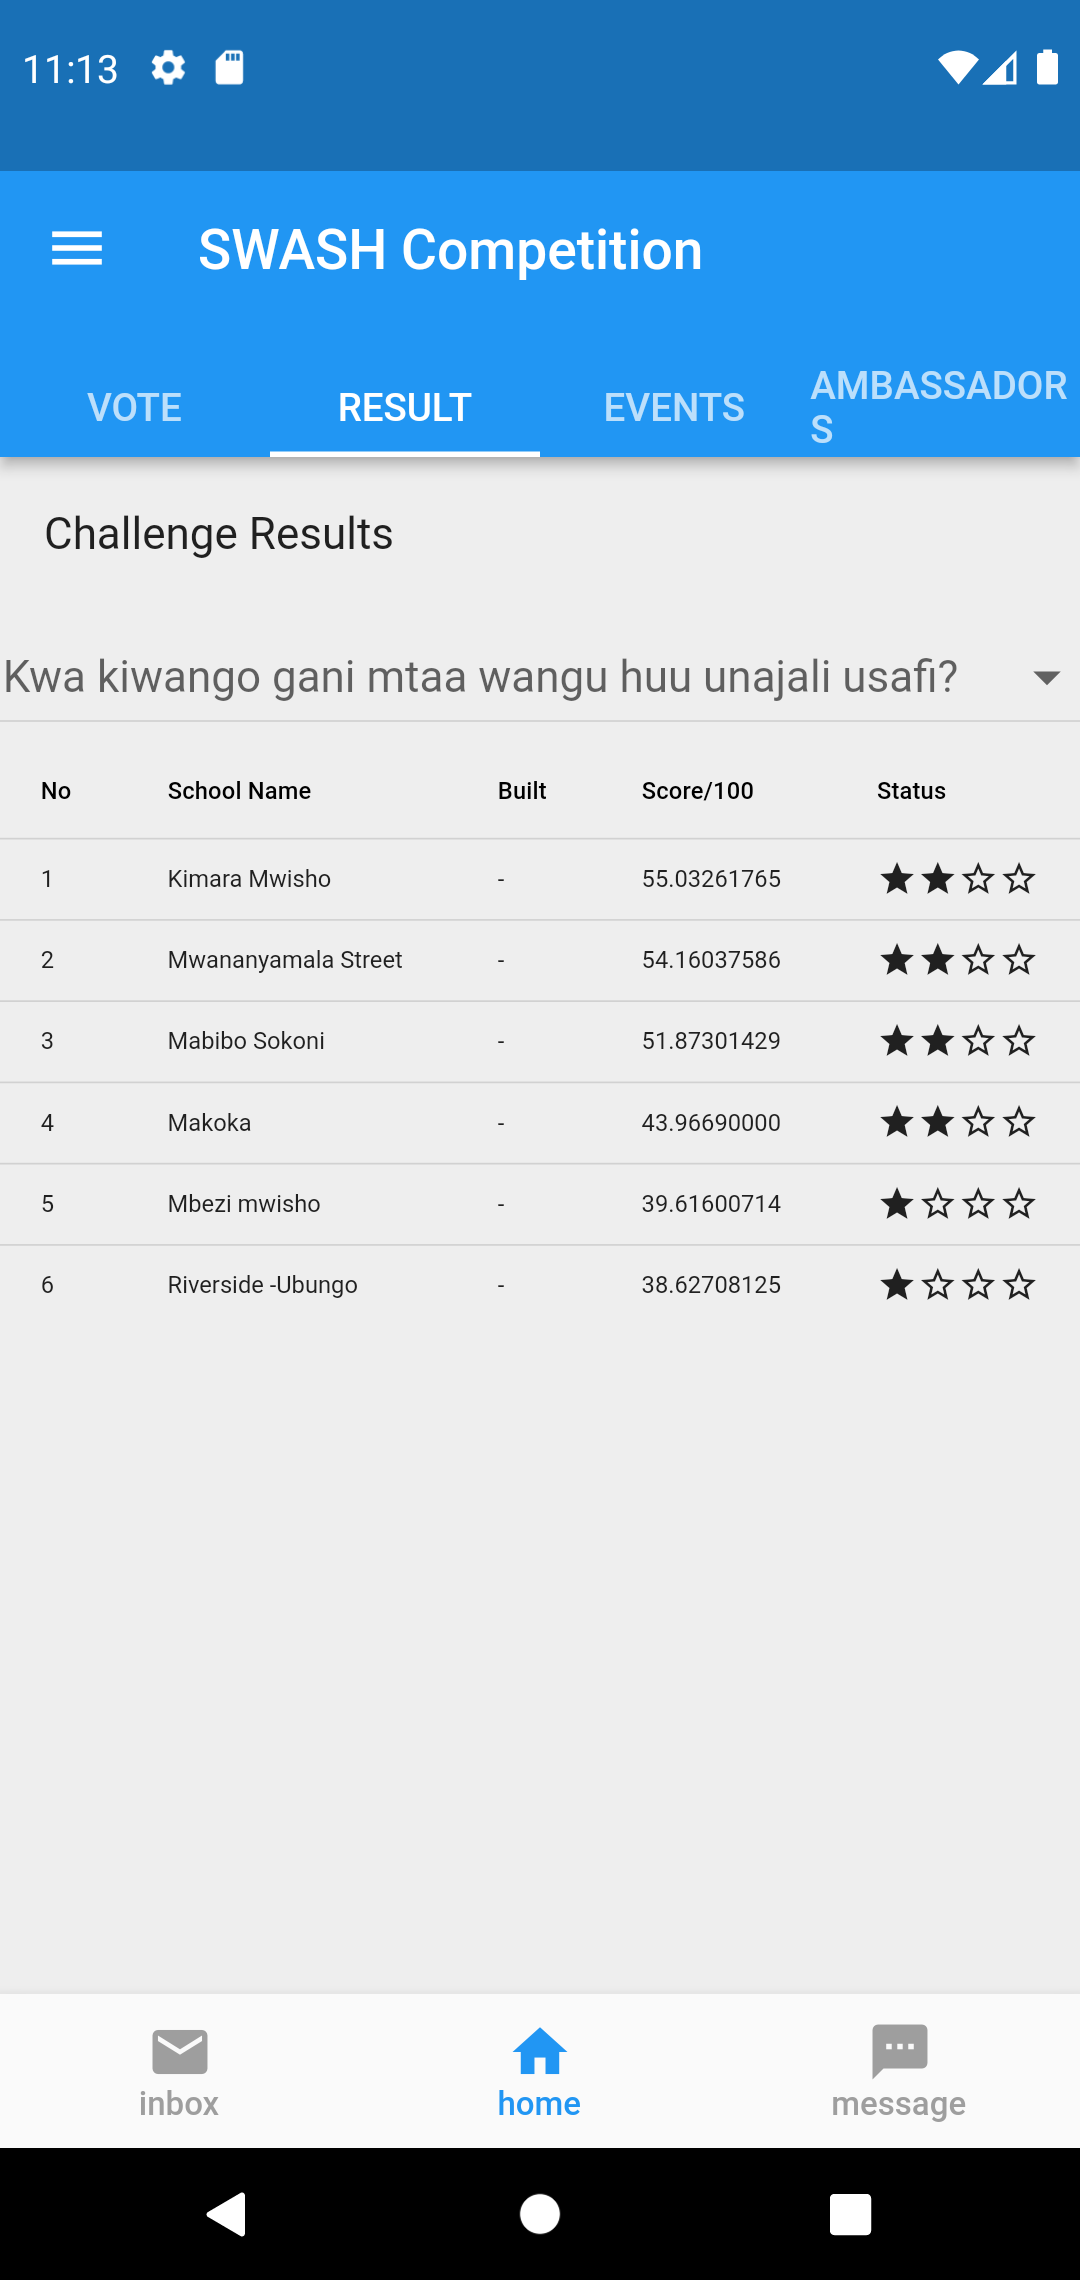 11:13
SWASH Competition
VOTE RESULT EVENTS AMBASSADOR
S
Challenge Results
Kwa kiwango gani mtaa wangu huu unajali usafi?
No School Name Built Score/100 Status
1 Kimara Mwisho - 55.03261765
2 Mwananyamala Street - 54.16037586
3 Mabibo Sokoni - 51.87301429
4 Makoka - 43.96690000
5 Mbezi mwisho - 39.61600714
6 Riverside -Ubungo - 38.62708125
inbox home message